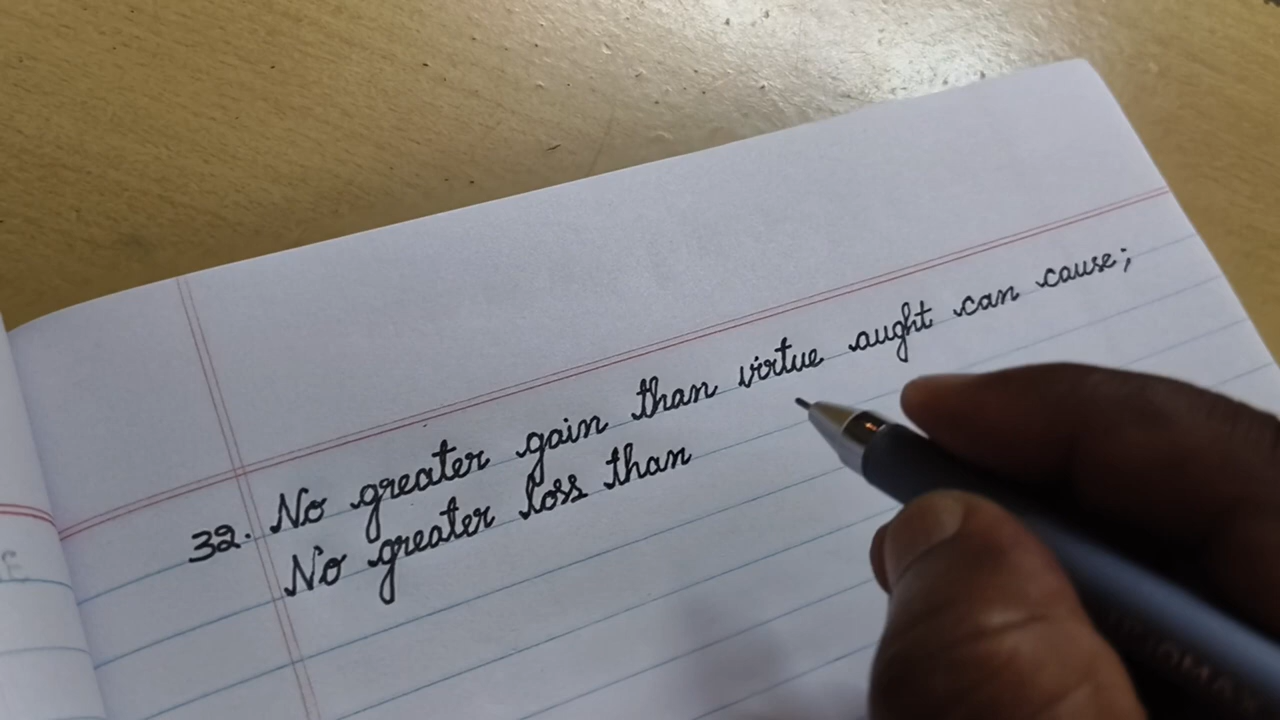 32. No greater gain than virtue aught can cause;
No greater loss than